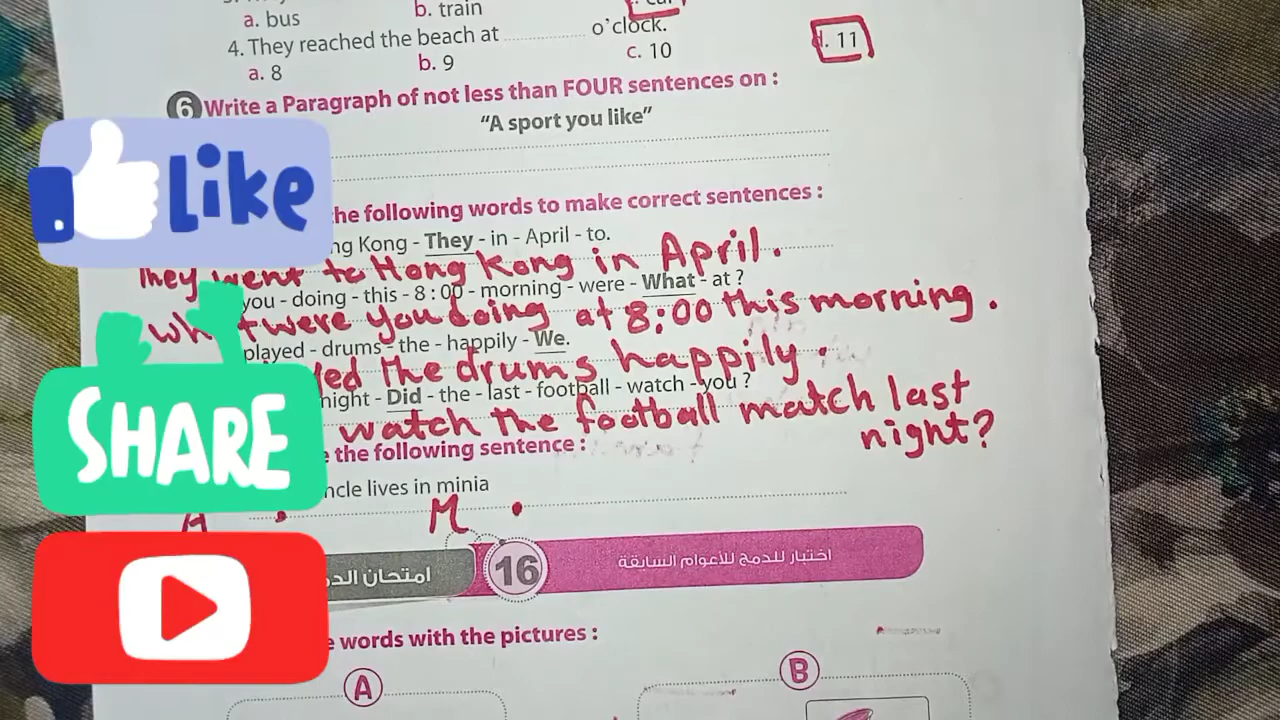 a. bus b. train car
4. They reached the beach at o'clock.
a. 8 b. 9 c. 10 d. 11
6 Write a Paragraph of not less than FOUR sentences on :
"A sport you like"
Like
the following words to make correct sentences :
ng Kong - They - in - April - to.
They went to Hong Kong in April.
you - doing - this - 8 : 00 - morning - were - What - at ?
were you doing at 8:00 this morning.
played - drums - the - happily - We.
the drums happily.
night - Did - the - last - football - watch - you ?
watch the football match last
night?
SHARE
the following sentence :
ncle lives in minia
M .
امتحان 16 اختبار للدمج للأعوام السابقة
words with the pictures :
A B